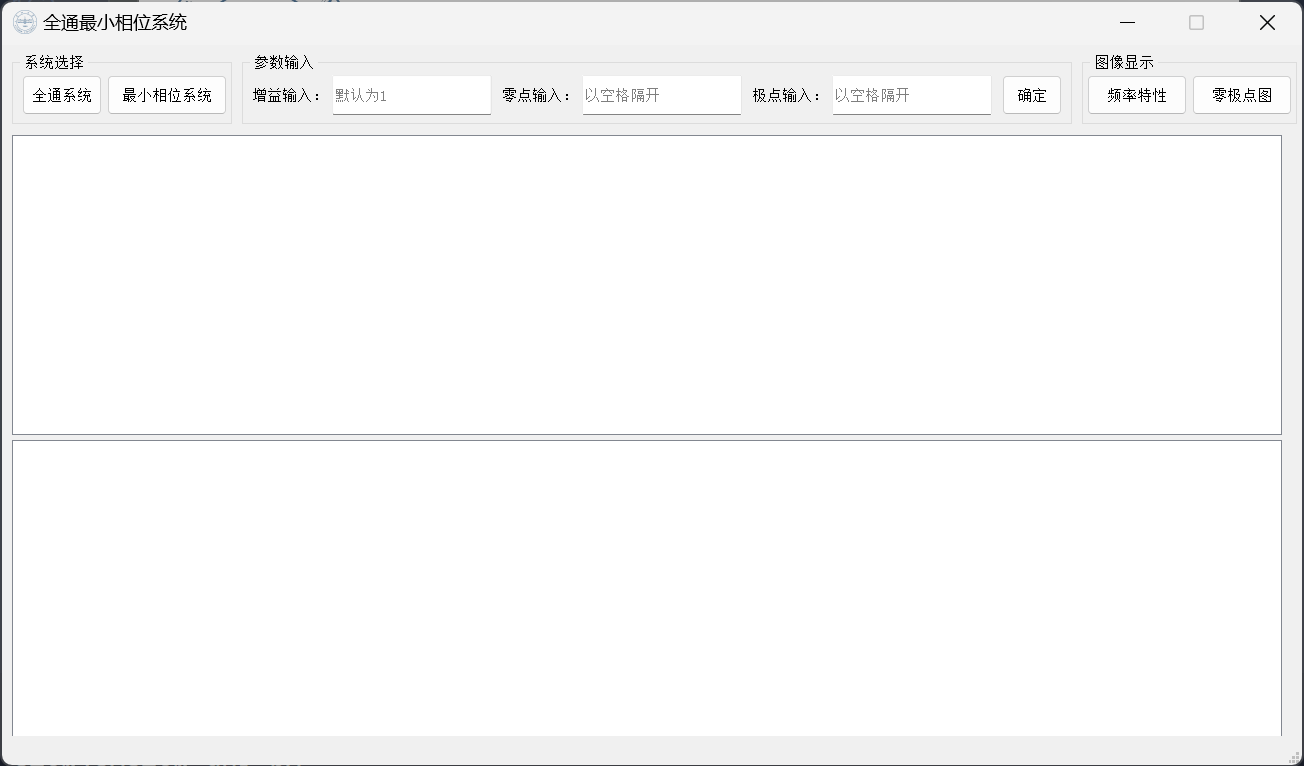 全通最小相位系统
系统选择
参数输入
图像显示
全通系统
最小相位系统
增益输入：
默认为1
零点输入：
以空格隔开
极点输入：
以空格隔开
确定
频率特性
零极点图